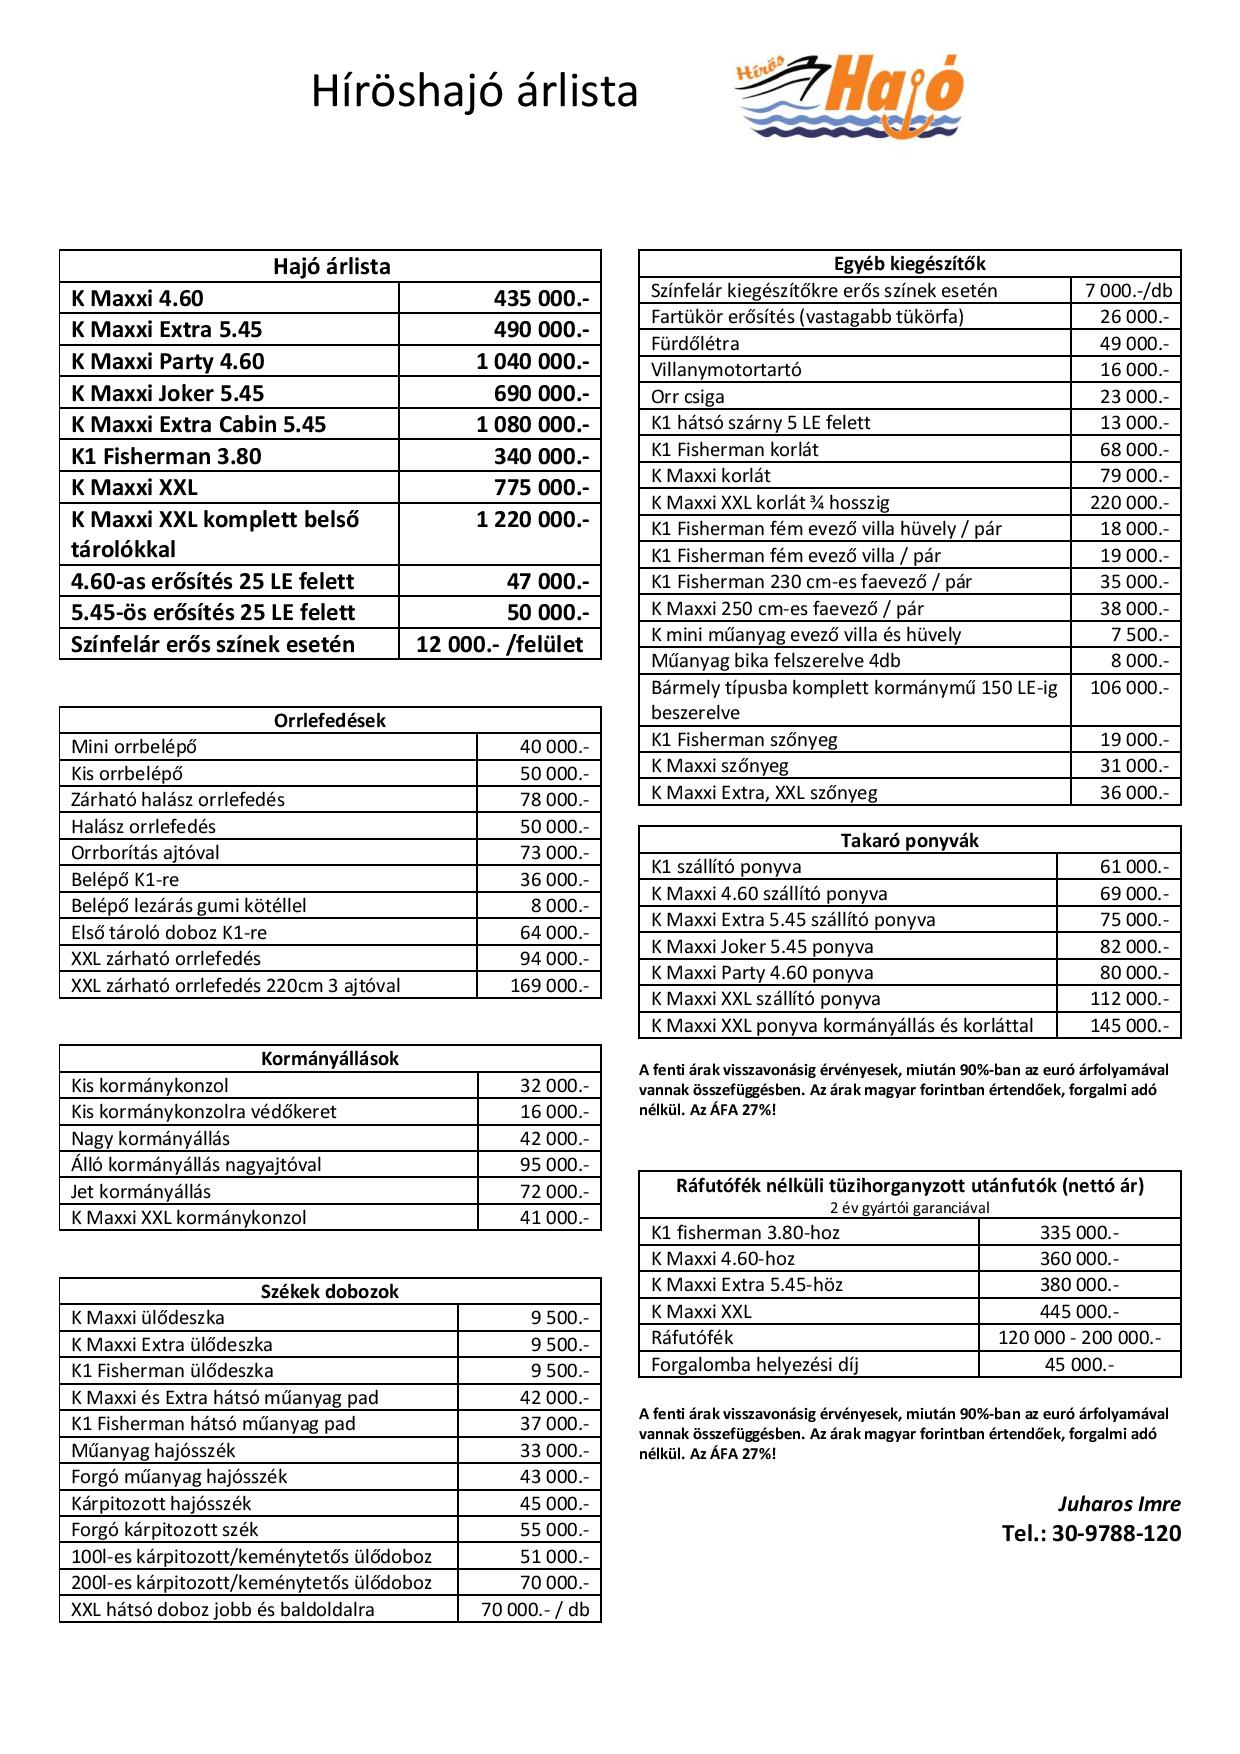 Híröshajó árlista
Hírös Hajó
Hajó árlista
K Maxxi 4.60 435 000.-
K Maxxi Extra 5.45 490 000.-
K Maxxi Party 4.60 1 040 000.-
K Maxxi Joker 5.45 690 000.-
K Maxxi Extra Cabin 5.45 1 080 000.-
K1 Fisherman 3.80 340 000.-
K Maxxi XXL 775 000.-
K Maxxi XXL komplett belső 1 220 000.-
tárolókkal
4.60-as erősítés 25 LE felett 47 000.-
5.45-ös erősítés 25 LE felett 50 000.-
Színfelár erős színek esetén 12 000.- /felület
Orrlefedések
Mini orrbelépő 40 000.-
Kis orrbelépő 50 000.-
Zárható halász orrlefedés 78 000.-
Halász orrlefedés 50 000.-
Orrborítás ajtóval 73 000.-
Belépő K1-re 36 000.-
Belépő lezárás gumi kötéllel 8 000.-
Első tároló doboz K1-re 64 000.-
XXL zárható orrlefedés 94 000.-
XXL zárható orrlefedés 220cm 3 ajtóval 169 000.-
Kormányállások
Kis kormánykonzol 32 000.-
Kis kormánykonzolra védőkeret 16 000.-
Nagy kormányállás 42 000.-
Álló kormányállás nagyajtóval 95 000.-
Jet kormányállás 72 000.-
K Maxxi XXL kormánykonzol 41 000.-
Székek dobozok
K Maxxi ülődeszka 9 500.-
K Maxxi Extra ülődeszka 9 500.-
K1 Fisherman ülődeszka 9 500.-
K Maxxi és Extra hátsó műanyag pad 42 000.-
K1 Fisherman hátsó műanyag pad 37 000.-
Műanyag hajósszék 33 000.-
Forgó műanyag hajósszék 43 000.-
Kárpitozott hajósszék 45 000.-
Forgó kárpitozott szék 55 000.-
100l-es kárpitozott/keménytetős ülődoboz 51 000.-
200l-es kárpitozott/keménytetős ülődoboz 70 000.-
XXL hátsó doboz jobb és baldoldalra 70 000.- / db
Egyéb kiegészítők
Színfelár kiegészítőkre erős színek esetén 7 000.-/db
Fartükör erősítés (vastagabb tükörfa) 26 000.-
Fürdőlétra 49 000.-
Villanymotortartó 16 000.-
Orr csiga 23 000.-
K1 hátsó szárny 5 LE felett 13 000.-
K1 Fisherman korlát 68 000.-
K Maxxi korlát 79 000.-
K Maxxi XXL korlát ¾ hosszig 220 000.-
K1 Fisherman fém evező villa hüvely / pár 18 000.-
K1 Fisherman fém evező villa / pár 19 000.-
K1 Fisherman 230 cm-es faevező / pár 35 000.-
K Maxxi 250 cm-es faevező / pár 38 000.-
K mini műanyag evező villa és hüvely 7 500.-
Műanyag bika felszerelve 4db 8 000.-
Bármely típusba komplett kormánymű 150 LE-ig 106 000.-
beszerelve
K1 Fisherman szőnyeg 19 000.-
K Maxxi szőnyeg 31 000.-
K Maxxi Extra, XXL szőnyeg 36 000.-
Takaró ponyvák
K1 szállító ponyva 61 000.-
K Maxxi 4.60 szállító ponyva 69 000.-
K Maxxi Extra 5.45 szállító ponyva 75 000.-
K Maxxi Joker 5.45 ponyva 82 000.-
K Maxxi Party 4.60 ponyva 80 000.-
K Maxxi XXL szállító ponyva 112 000.-
K Maxxi XXL ponyva kormányállás és korláttal 145 000.-
A fenti árak visszavonásig érvényesek, miután 90%-ban az euró árfolyamával
vannak összefüggésben. Az árak magyar forintban értendőek, forgalmi adó
nélkül. Az ÁFA 27%!
Ráfutófék nélküli tüzihorganyzott utánfutók (nettó ár)
2 év gyártói garanciával
K1 fisherman 3.80-hoz 335 000.-
K Maxxi 4.60-hoz 360 000.-
K Maxxi Extra 5.45-höz 380 000.-
K Maxxi XXL 445 000.-
Ráfutófék 120 000 - 200 000.-
Forgalomba helyezési díj 45 000.-
A fenti árak visszavonásig érvényesek, miután 90%-ban az euró árfolyamával
vannak összefüggésben. Az árak magyar forintban értendőek, forgalmi adó
nélkül. Az ÁFA 27%!
Juharos Imre
Tel.: 30-9788-120